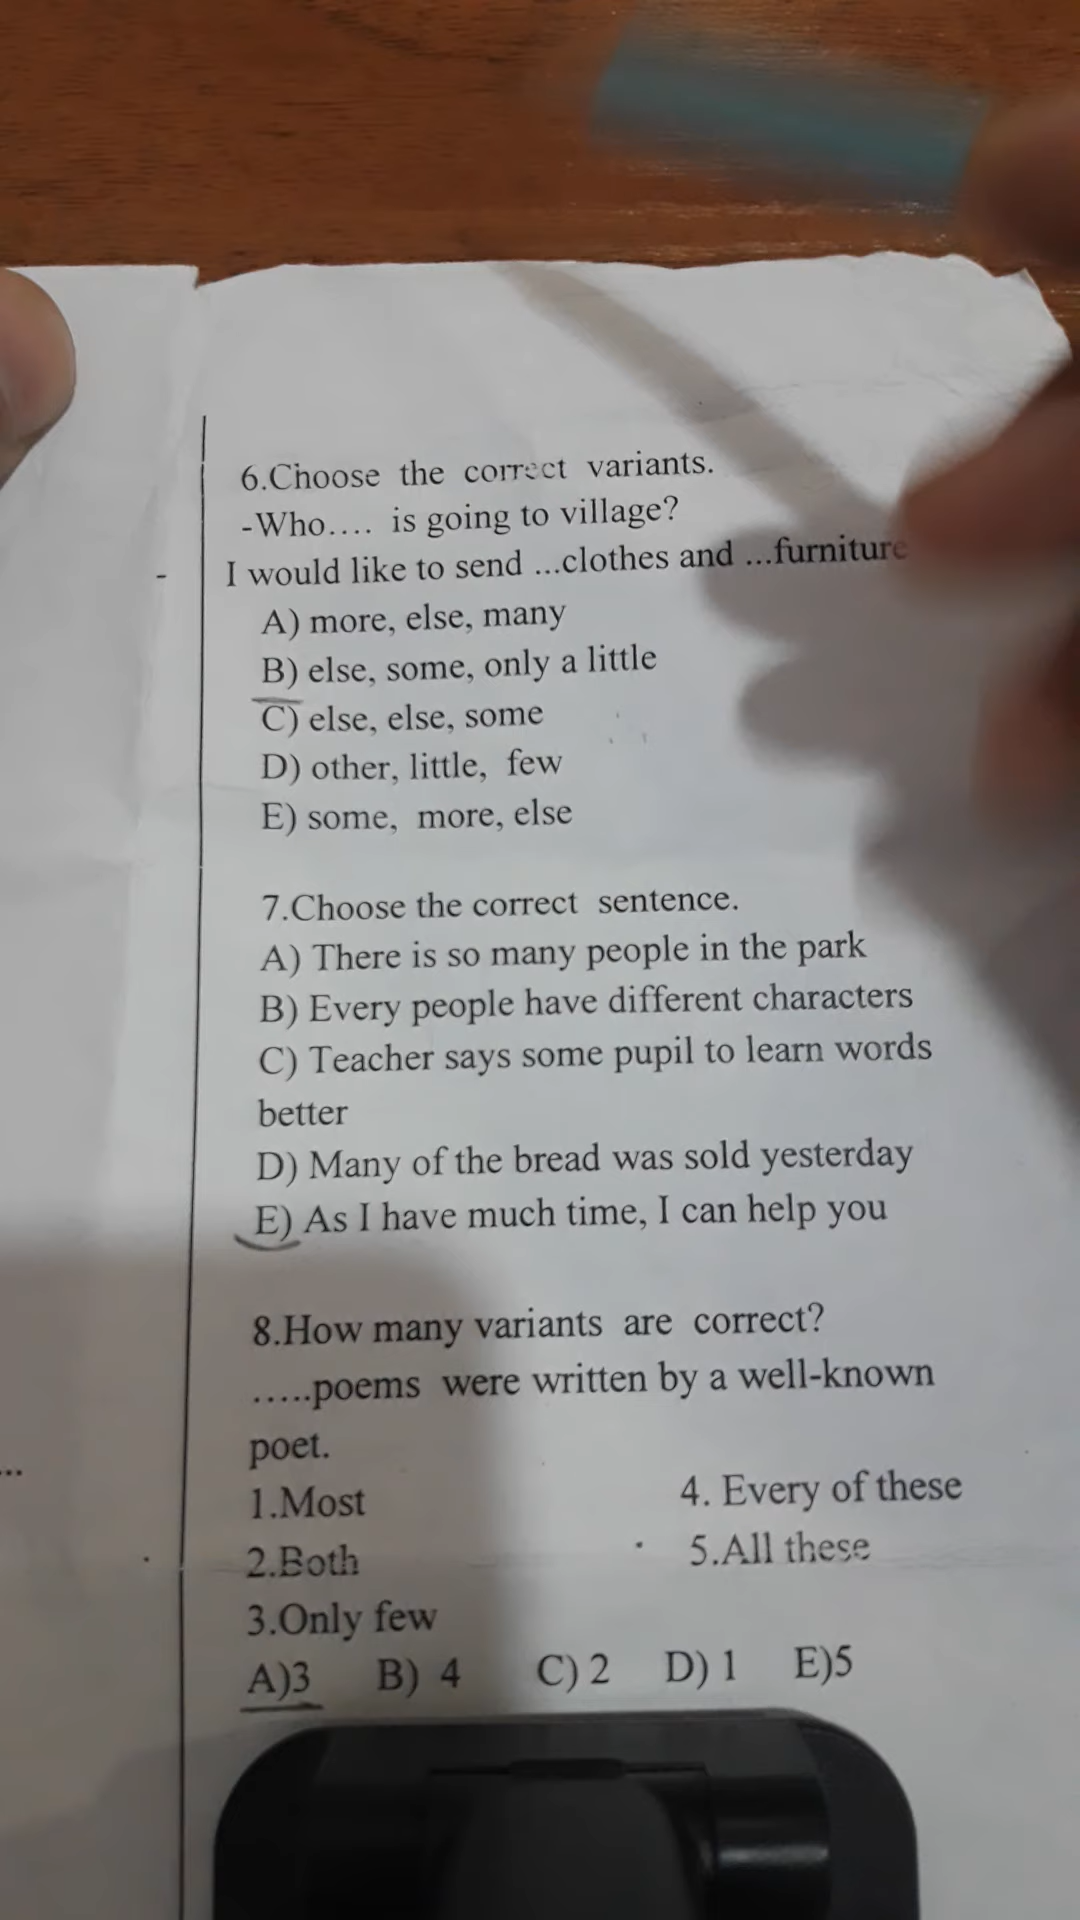 6.Choose the correct variants.
-Who.... is going to village?
- I would like to send ...clothes and ...furniture
A) more, else, many
B) else, some, only a little
C) else, else, some
D) other, little, few
E) some, more, else
7.Choose the correct sentence.
A) There is so many people in the park
B) Every people have different characters
C) Teacher says some pupil to learn words
better
D) Many of the bread was sold yesterday
E) As I have much time, I can help you
8.How many variants are correct?
.....poems were written by a well-known
poet.
1.Most
2.Both
3.Only few
4. Every of these
5.All these
A)3 B) 4 C) 2 D) 1 E)5
...